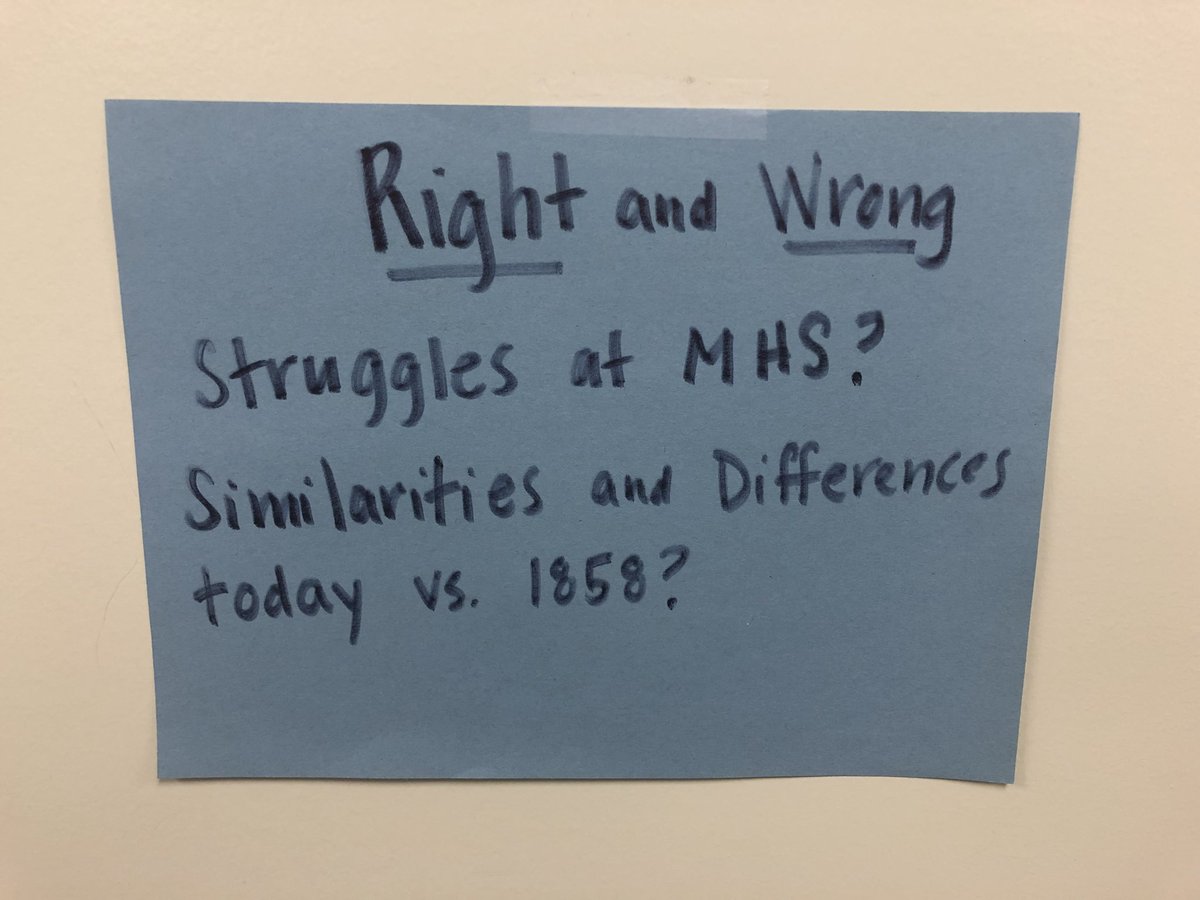 Right and Wrong
Struggles at MHS?
Similarities and Differences
today vs. 1858?